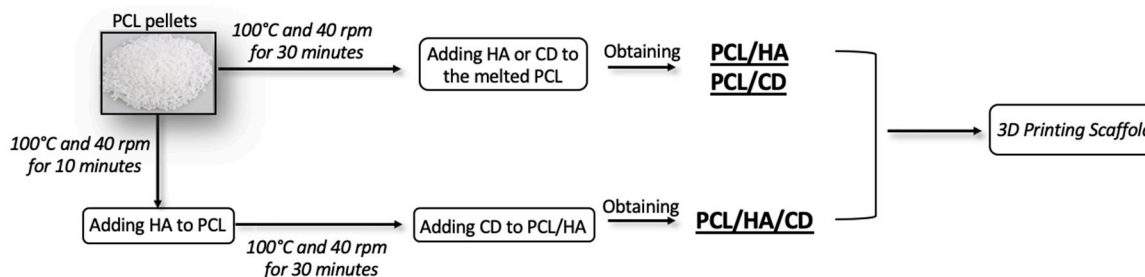 PCL pellets
100°C and 40 rpm
for 30 minutes
Adding HA or CD to
the melted PCL
Obtaining
PCL/HA
PCL/CD
3D Printing Scaffold
100°C and 40 rpm
for 10 minutes
Adding HA to PCL
100°C and 40 rpm
for 30 minutes
Adding CD to PCL/HA
Obtaining
PCL/HA/CD